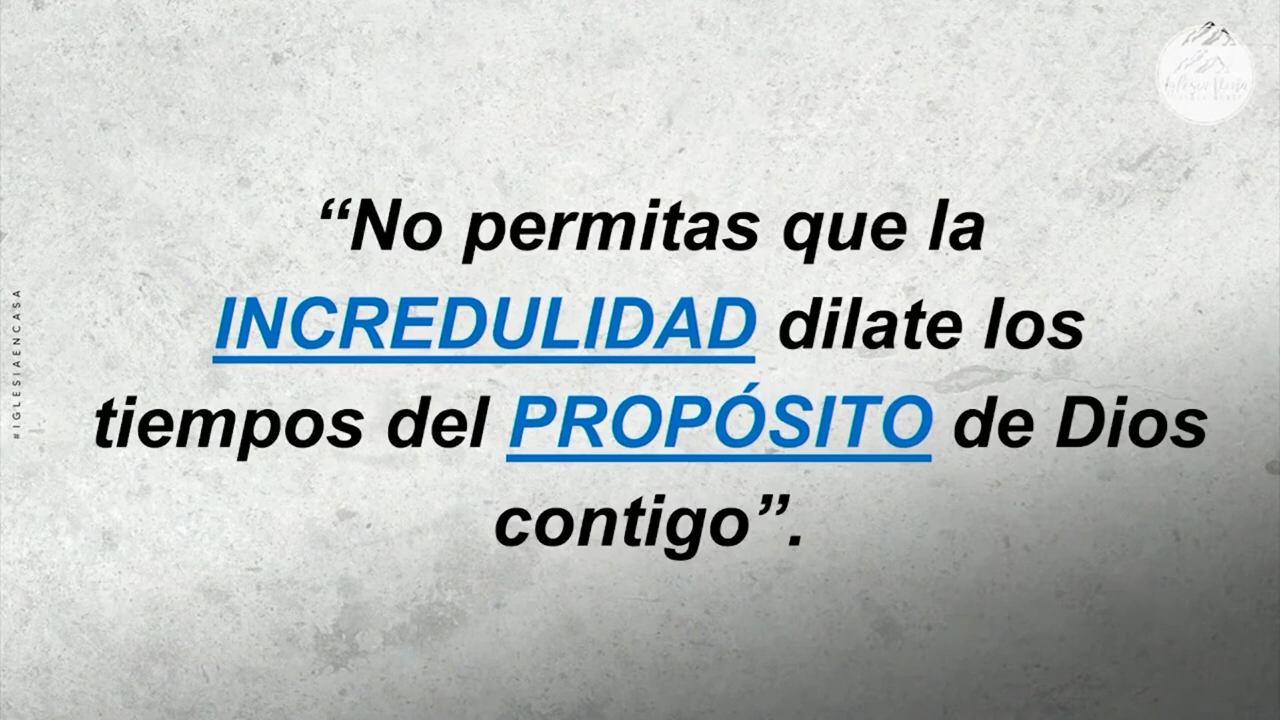 “No permitas que la
INCREDULIDAD dilate los
tiempos del PROPÓSITO de Dios
contigo”.
#IGLESIAENCASA